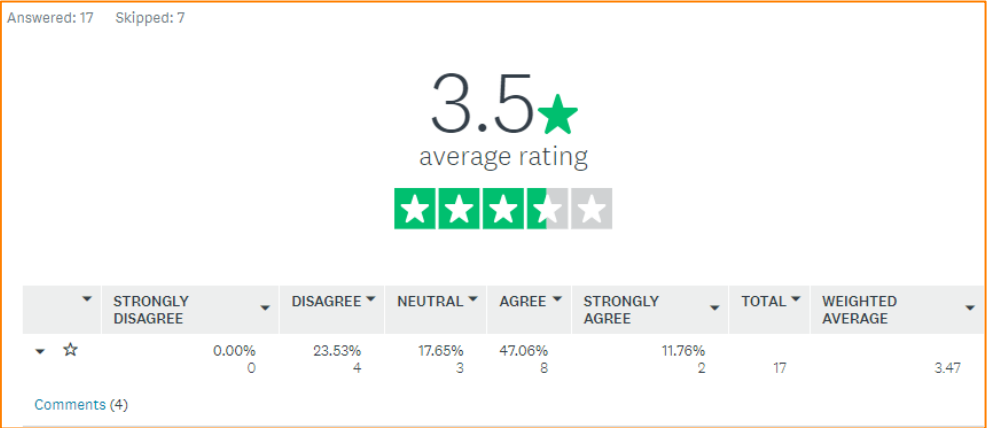 Answered: 17 Skipped: 7
3.5
average rating
STRONGLY DISAGREE NEUTRAL AGREE STRONGLY TOTAL WEIGHTED
DISAGREE AGREE AVERAGE
0.00% 23.53% 17.65% 47.06% 11.76%
0 4 3 8 2 17 3.47
Comments (4)